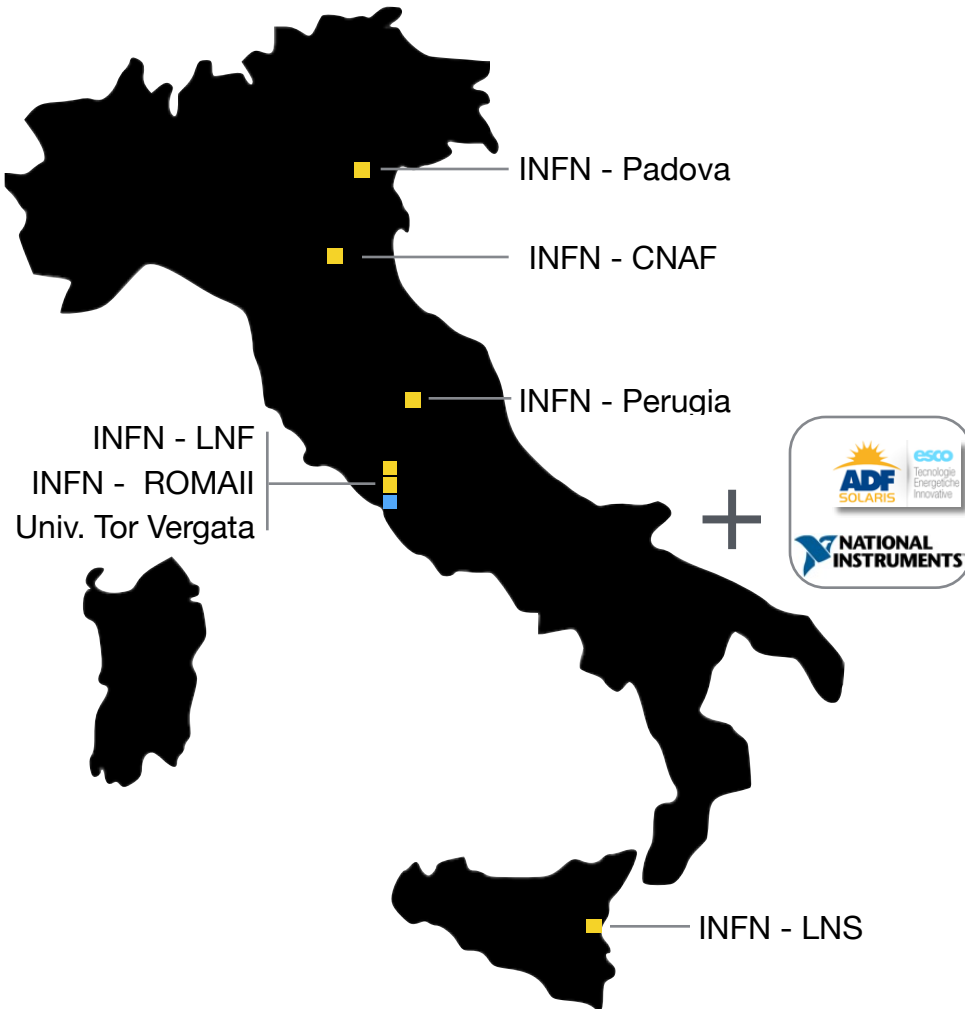 INFN - Padova
INFN - CNAF
INFN - Perugia
INFN - LNF
INFN - ROMAII
Univ. Tor Vergata
ADF
SOLARIS
esco
Tecnologie
Energetiche
Innovative
+
NATIONAL
INSTRUMENTS
INFN - LNS